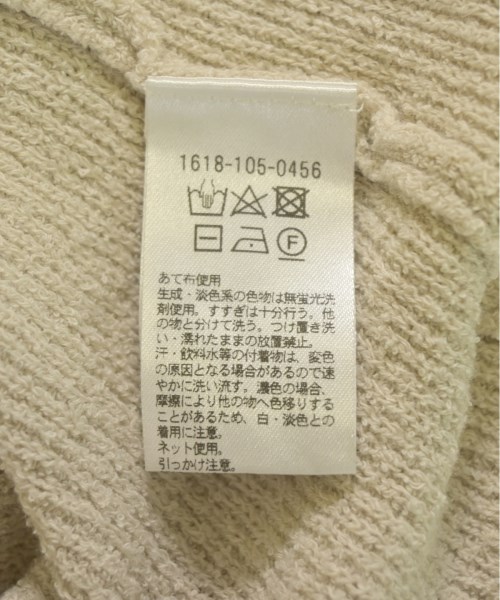 1618-105-0456
F
あて布使用
生成・淡色系の色物は無蛍光洗
剤使用。すすぎは十分行う。他
の物と分けて洗う。つけ置き洗
い・濡れたままの放置禁止。
汗・飲料水等の付着物は、変色
の原因となる場合があるので速
やかに洗い流す。濃色の場合、
摩擦により他の物へ色移りする
ことがあるため、白・淡色との
着用に注意。
ネット使用。
引っかけ注意。